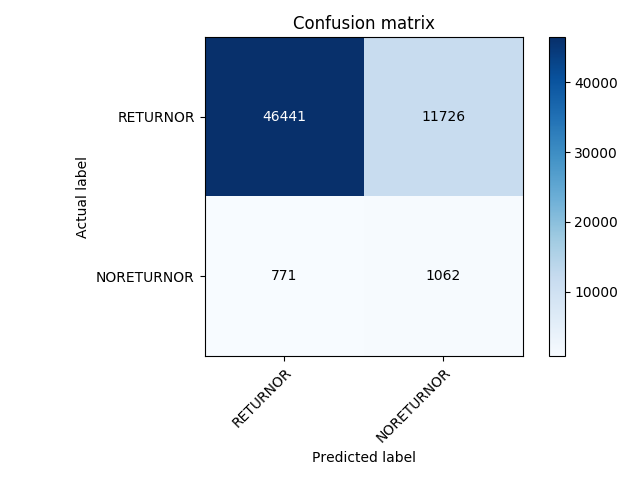 Confusion matrix
Actual label
RETURNOR
46441
11726
NORETURNOR
771
1062
RETURNOR
NORETURNOR
Predicted label
40000
30000
20000
10000